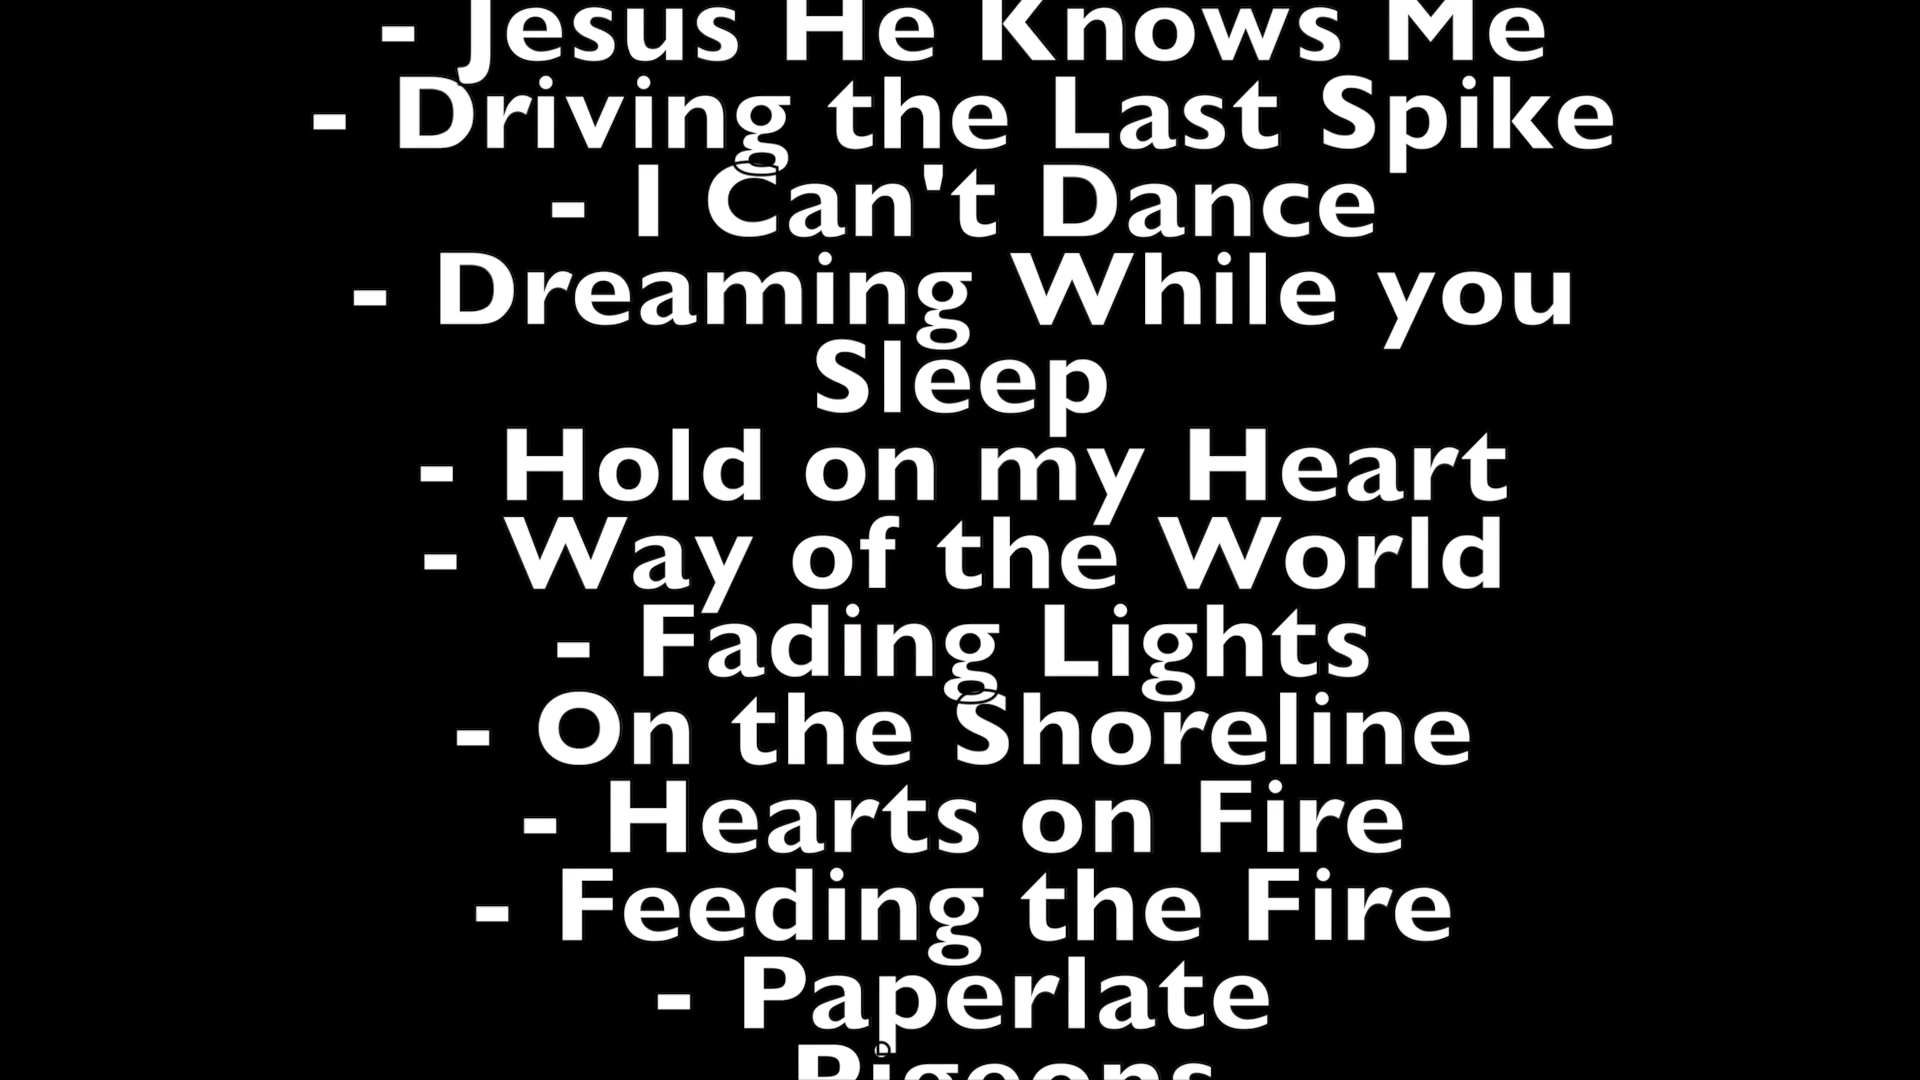 - Jesus He Knows Me
- Driving the Last Spike
- I Can't Dance
- Dreaming While you
Sleep
- Hold on my Heart
- Way of the World
- Fading Lights
- On the Shoreline
- Hearts on Fire
- Feeding the Fire
- Paperlate
Pigeons